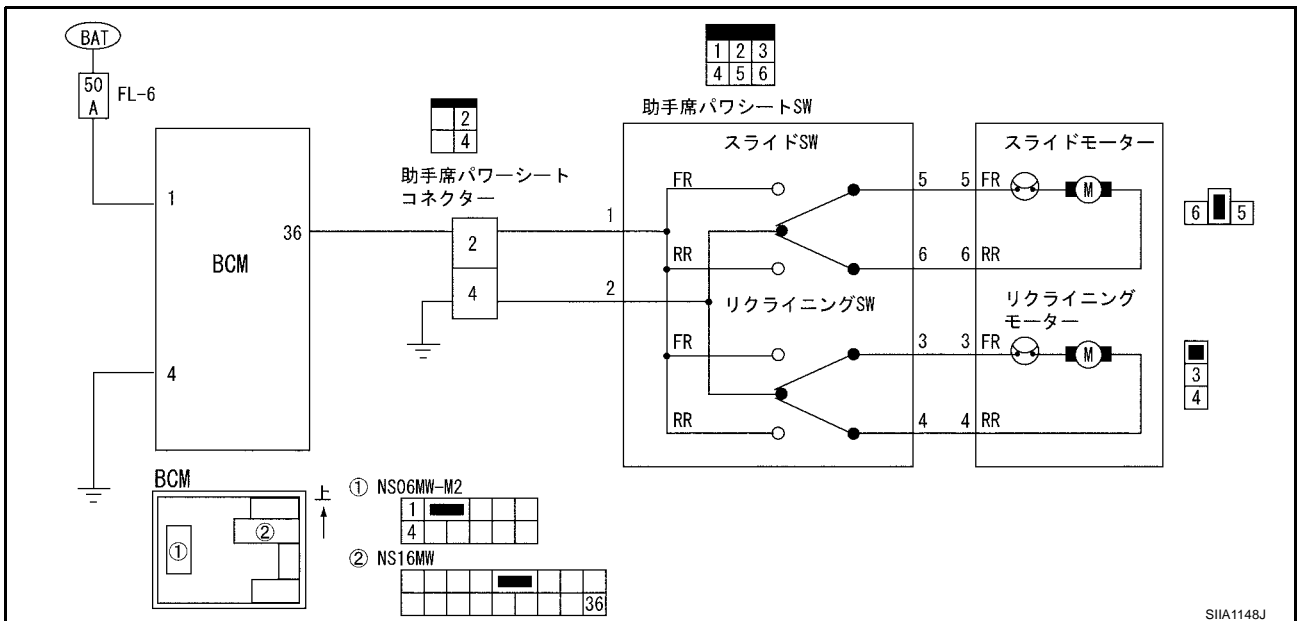 BAT
50
A
FL-6
1 2 3
4 5 6
2
4
助手席パワシートSW
助手席パワーシート
コネクター
スライドSW
スライドモーター
FR
5 5 FR
M
1
1
36
2
RR
6 6 RR
6 5
BCM
4
2
リクライニングSW
リクライニング
モーター
FR
3 3 FR
M
3
4
4
RR
4 4 RR
BCM
上
① NS06MW-M2
1
4
①
②
② NS16MW
36
SIIA1148J